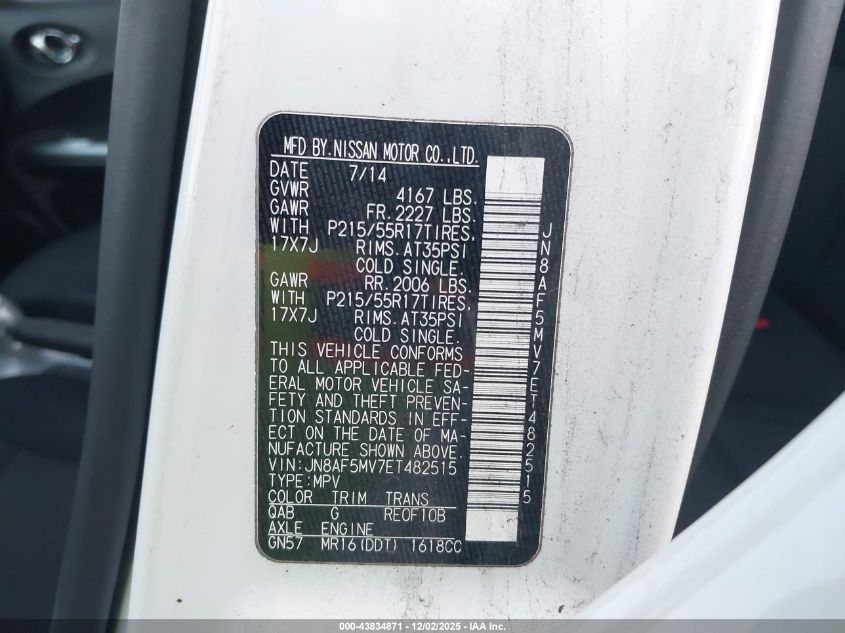 MFD BY.NISSAN MOTOR CO.,LTD.
DATE 7/14
GVWR 4167 LBS.
GAWR FR.2227 LBS.
WITH P215/55R17TIRES,
17X7J RIMS.AT35PSI
COLD SINGLE.
GAWR RR.2006 LBS.
WITH P215/55R17TIRES,
17X7J RIMS.AT35PSI
COLD SINGLE.
THIS VEHICLE CONFORMS
TO ALL APPLICABLE FED-
ERAL MOTOR VEHICLE SA-
FETY AND THEFT PREVEN-
TION STANDARDS IN EFF-
ECT ON THE DATE OF MA-
NUFACTURE SHOWN ABOVE.
VIN:JN8AF5MV7ET482515
TYPE:MPV
COLOR TRIM TRANS
QAB G REOF10B
AXLE ENGINE
GN57 MR16(DDT) 1618CC
JN8AF5MV7ET482515
000-43834871 - 12/02/2025 - IAA Inc.